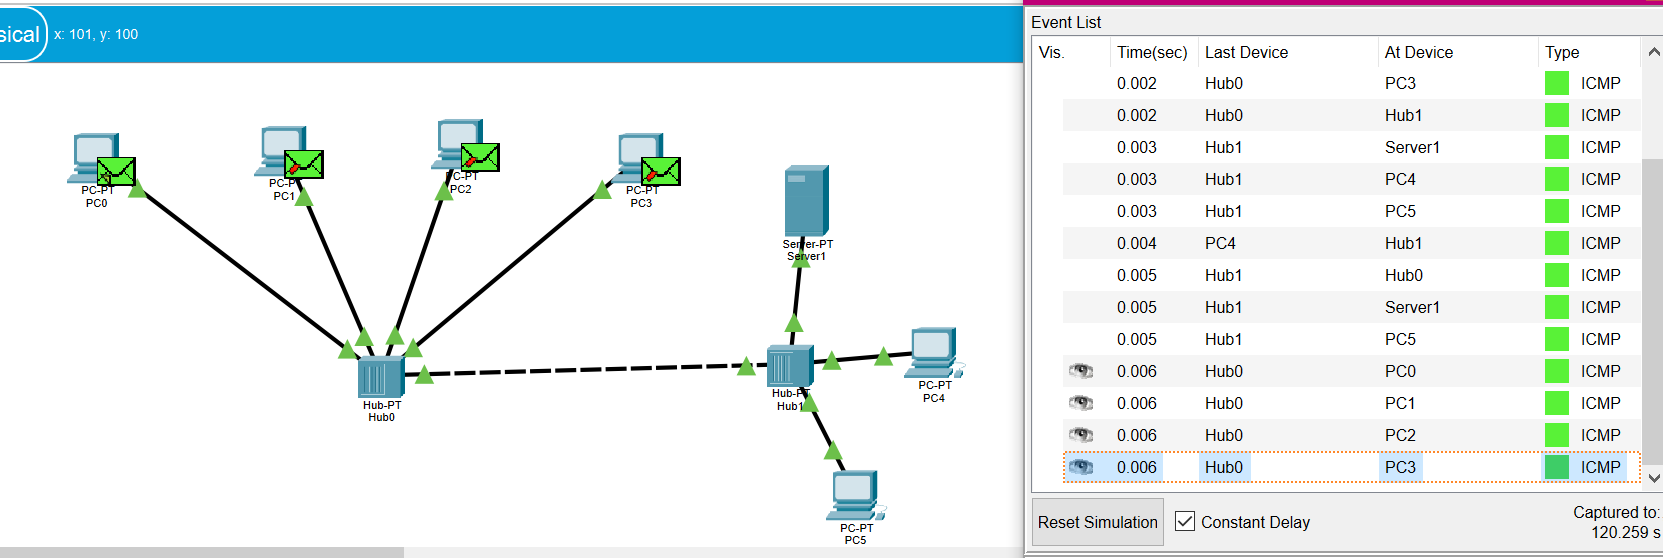 sical x: 101, y: 100
PC-PT
PC0
PC-PT
PC1
PC-PT
PC2
PC-PT
PC3
Server-PT
Server1
Hub-PT
Hub0
Hub-PT
Hub1
PC-PT
PC4
PC-PT
PC5
Event List
Vis. Time(sec) Last Device At Device Type
0.002 Hub0 PC3 ICMP
0.002 Hub0 Hub1 ICMP
0.003 Hub1 Server1 ICMP
0.003 Hub1 PC4 ICMP
0.003 Hub1 PC5 ICMP
0.004 PC4 Hub1 ICMP
0.005 Hub1 Hub0 ICMP
0.005 Hub1 Server1 ICMP
0.005 Hub1 PC5 ICMP
0.006 Hub0 PC0 ICMP
0.006 Hub0 PC1 ICMP
0.006 Hub0 PC2 ICMP
0.006 Hub0 PC3 ICMP
Reset Simulation Constant Delay
Captured to:
120.259 s